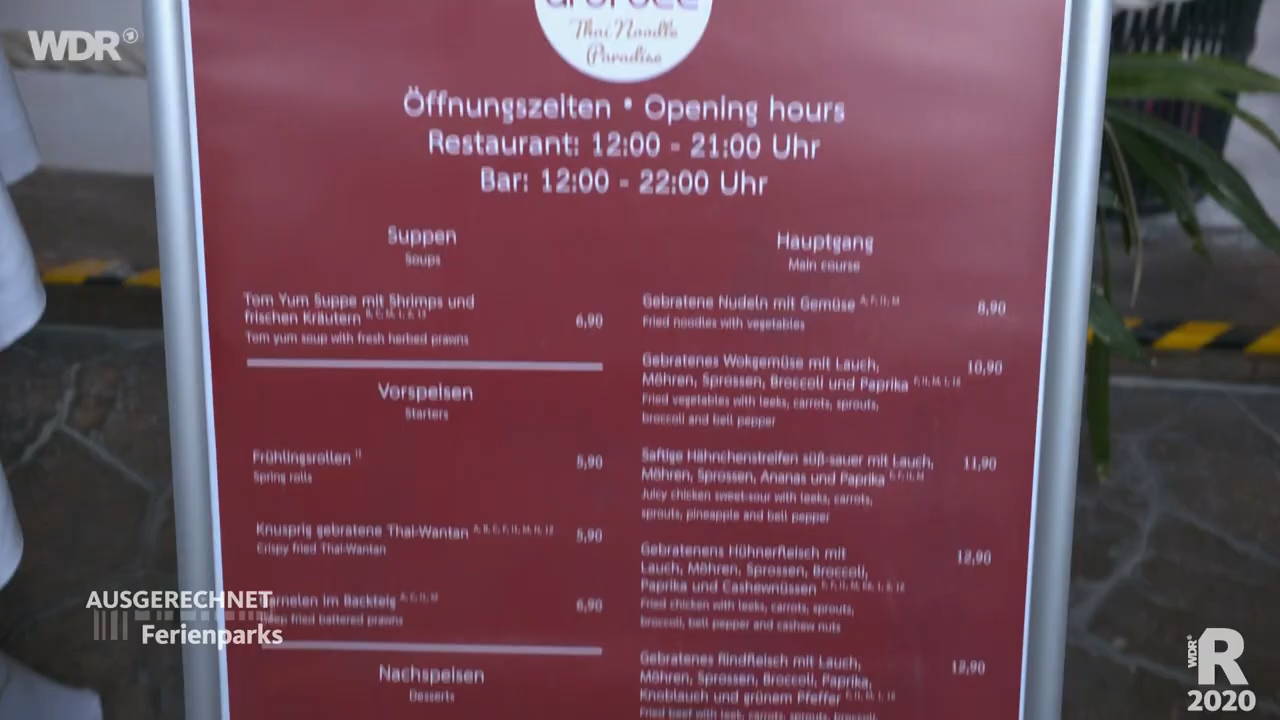 WDR
Thai Noodle
Paradise
Öffnungszeiten • Opening hours
Restaurant: 12:00 - 21:00 Uhr
Bar: 12:00 - 22:00 Uhr
Suppen
Soups
Tom Yum Suppe mit Shrimps und
frischen Kräutern
6,90
Tom yum soup with fresh herbed prawns
Vorspeisen
Starters
Frühlingsrollen
5,90
Spring rolls
Knusprig gebratene Thai-Wantan
5,90
Crispy fried Thai-Wantan
im Backteig
6,90
fried battered prawns
Nachspeisen
Desserts
Hauptgang
Main course
Gebratene Nudeln mit Gemüse
8,90
Fried noodles with vegetables
Gebratenes Wokgemüse mit Lauch,
10,90
Möhren, Sprossen, Broccoli und Paprika
Fried vegetables with leeks, carrots, sprouts,
broccoli and bell pepper
Saftige Hähnchenstreifen süß-sauer mit Lauch,
11,90
Möhren, Sprossen, Ananas und Paprika
Juicy chicken sweet-sour with leeks, carrots,
sprouts, pineapple and bell pepper
Gebratenens Hühnerfleisch mit
12,90
Lauch, Möhren, Sprossen, Broccoli,
Paprika und Cashewnüssen
Fried chicken with leeks, carrots, sprouts,
broccoli, bell pepper and cashew nuts
Gebratenes Rindfleisch mit Lauch,
12,90
Möhren, Sprossen, Broccoli, Paprika,
Knoblauch und grünem Pfeffer
Fried beef with leeks, carrots, sprouts, broccoli,
AUSGERECHNET
Ferienparks
WDR
R
2020